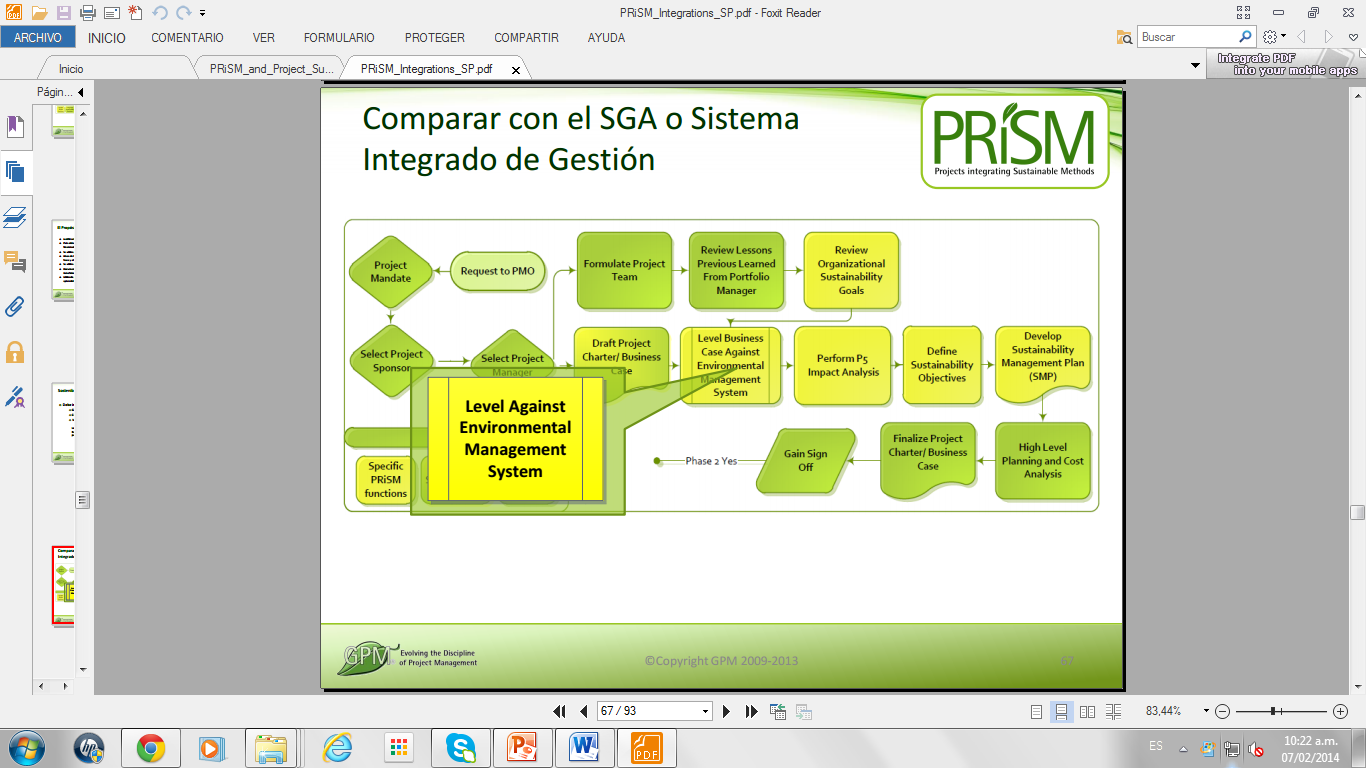 PRiSM_Integrations_SP.pdf - Foxit Reader
ARCHIVO INICIO COMENTARIO VER FORMULARIO PROTEGER COMPARTIR AYUDA
Buscar
Inicio PRiSM_and_Project_Su... PRiSM_Integrations_SP.pdf
Integrate PDF
into your mobile apps
Págin...
Comparar con el SGA o Sistema
Integrado de Gestión
PRiSM
Projects integrating Sustainable Methods
Project
Mandate
Request to PMO
Formulate Project
Team
Review Lessons
Previous Learned
From Portfolio
Manager
Review
Organizational
Sustainability
Goals
Select Project
Sponsor
Select Project
Manager
Draft Project
Charter/ Business
Case
Level Business
Case Against
Environmental
Management
System
Perform P5
Impact Analysis
Define
Sustainability
Objectives
Develop
Sustainability
Management Plan
(SMP)
Level Against
Environmental
Management
System
Specific
PRiSM
functions
Phase 2 Yes
Gain Sign
Off
Finalize Project
Charter/ Business
Case
High Level
Planning and Cost
Analysis
GPM
Evolving the Discipline
of Project Management
©Copyright GPM 2009-2013
67
67 / 93
83,44%
ES
10:22 a.m.
07/02/2014